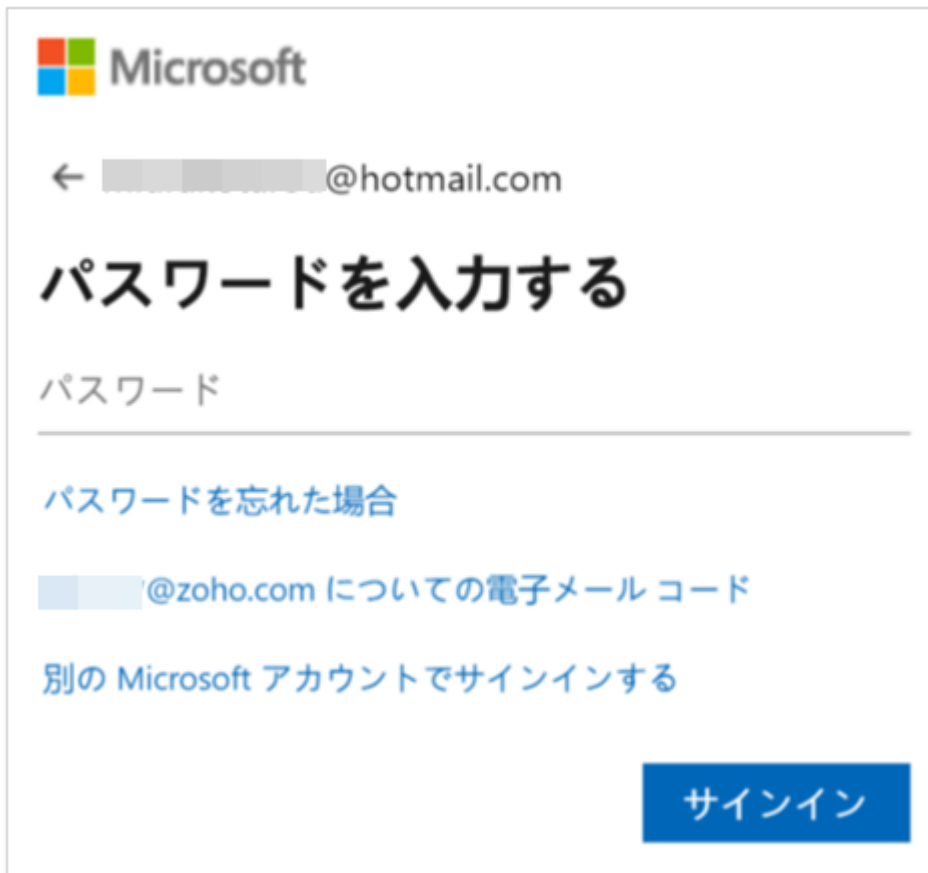 Microsoft
← @hotmail.com
パスワードを入力する
パスワード
パスワードを忘れた場合
@zoho.com についての電子メール コード
別の Microsoft アカウントでサインインする
サインイン